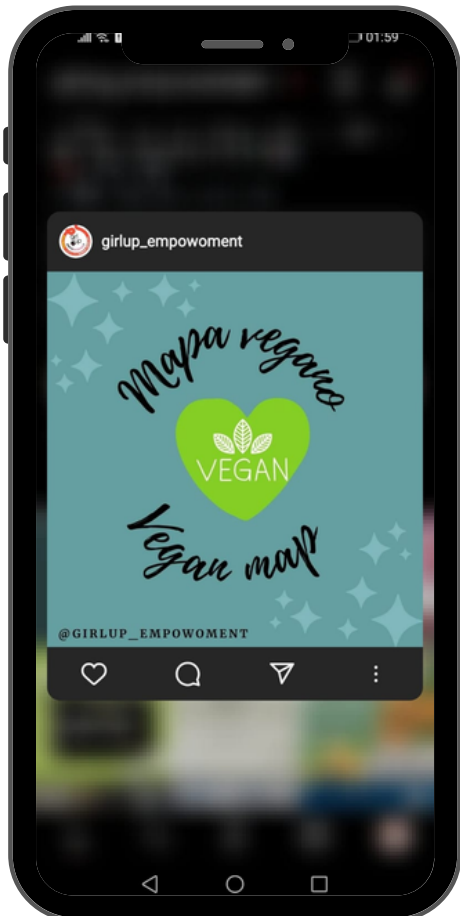 01:59
girlup_empowoment
Mapa vegano
VEGAN
Vegan map
@GIRLUP_EMPOWOMENT